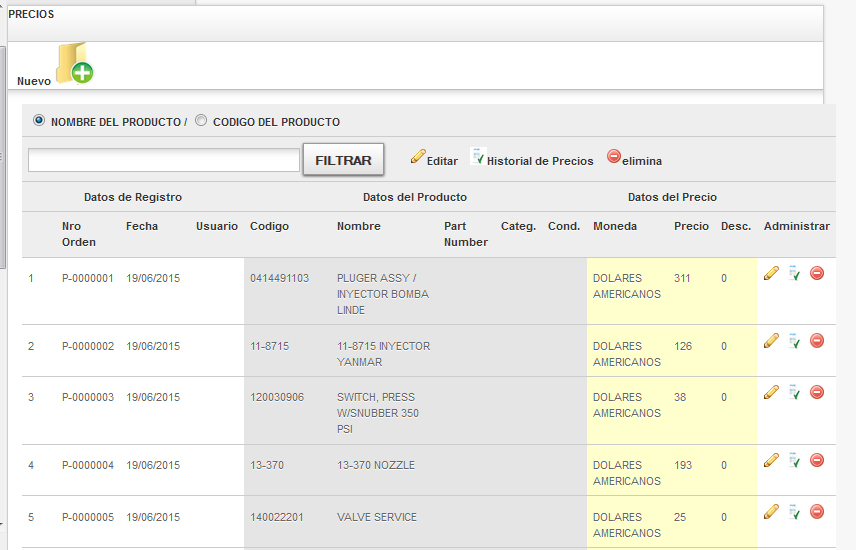 PRECIOS
Nuevo
NOMBRE DEL PRODUCTO / CODIGO DEL PRODUCTO
FILTRAR Editar Historial de Precios elimina
Datos de Registro Datos del Producto Datos del Precio
Nro Orden Fecha Usuario Codigo Nombre Part Number Categ. Cond. Moneda Precio Desc. Administrar
1 P-0000001 19/06/2015 0414491103 PLUGER ASSY / DOLARES 311 0
INYECTOR BOMBA AMERICANOS
LINDE
2 P-0000002 19/06/2015 11-8715 11-8715 INYECTOR DOLARES 126 0
YANMAR AMERICANOS
3 P-0000003 19/06/2015 120030906 SWITCH, PRESS DOLARES 38 0
W/SNUBBER 350 AMERICANOS
PSI
4 P-0000004 19/06/2015 13-370 13-370 NOZZLE DOLARES 193 0
AMERICANOS
5 P-0000005 19/06/2015 140022201 VALVE SERVICE DOLARES 25 0
AMERICANOS